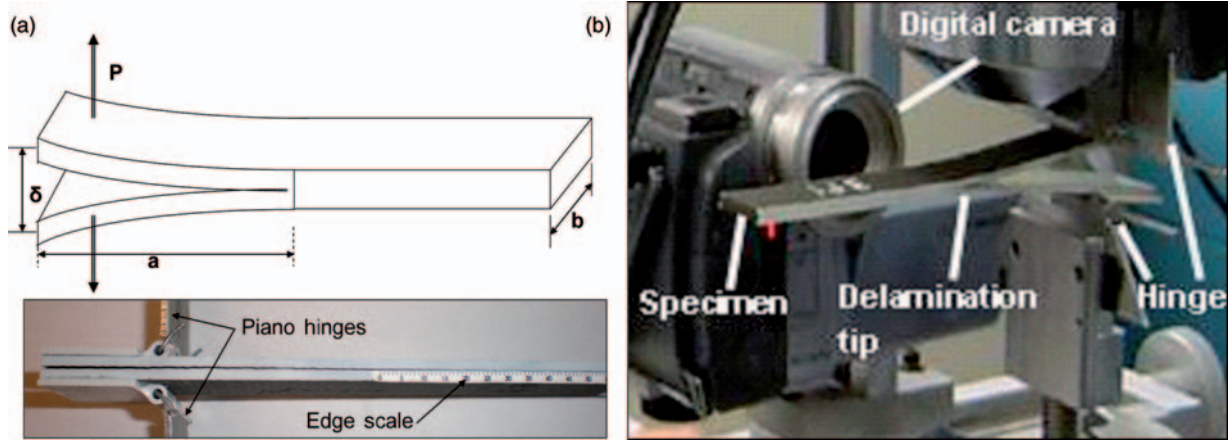 (a)
P
δ
a
b
Piano hinges
Edge scale
(b)
Digital camera
Specimen
Delamination
tip
Hinge